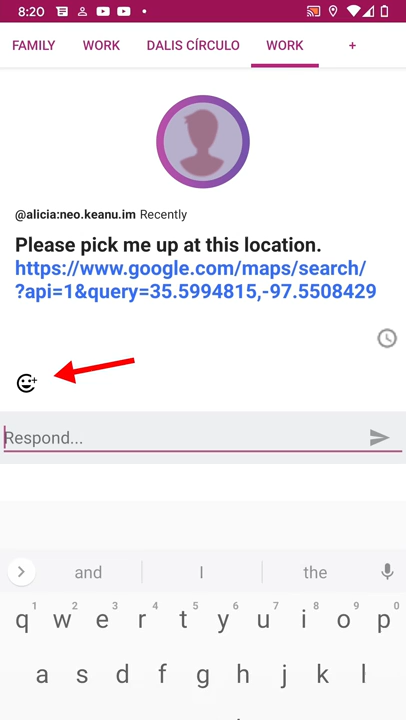 8:20
FAMILY WORK DALIS CÍRCULO WORK +
@alicia:neo.keanu.im Recently
Please pick me up at this location.
https://www.google.com/maps/search/
?api=1&query=35.5994815,-97.5508429
Respond...
and I the
1 2 3 4 5 6 7 8 9 0
q w e r t y u i o p
a s d f g h j k l